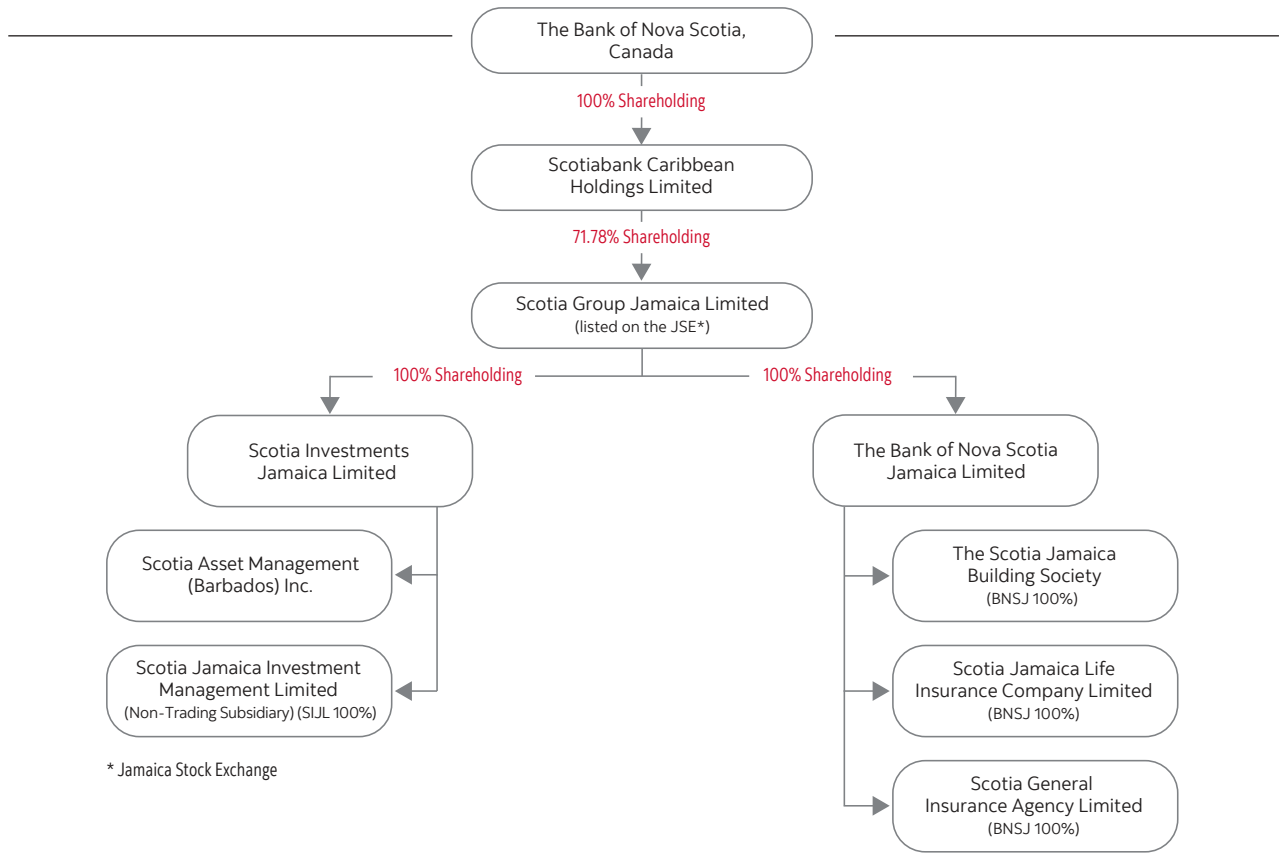 The Bank of Nova Scotia,
Canada
100% Shareholding
Scotiabank Caribbean
Holdings Limited
71.78% Shareholding
Scotia Group Jamaica Limited
(listed on the JSE*)
100% Shareholding
100% Shareholding
Scotia Investments
Jamaica Limited
The Bank of Nova Scotia
Jamaica Limited
Scotia Asset Management
(Barbados) Inc.
Scotia Jamaica Investment
Management Limited
(Non-Trading Subsidiary) (SIJL 100%)
The Scotia Jamaica
Building Society
(BNSJ 100%)
Scotia Jamaica Life
Insurance Company Limited
(BNSJ 100%)
Scotia General
Insurance Agency Limited
(BNSJ 100%)
* Jamaica Stock Exchange